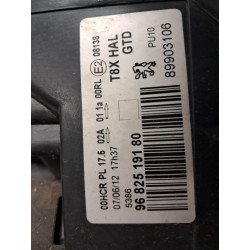 T8X HAL
GTD
PU10
89903106
00HCR PL 17.5 02A 01 1a 00RL E2 08138
07/06/12 17h37
5386
96 825 191 80